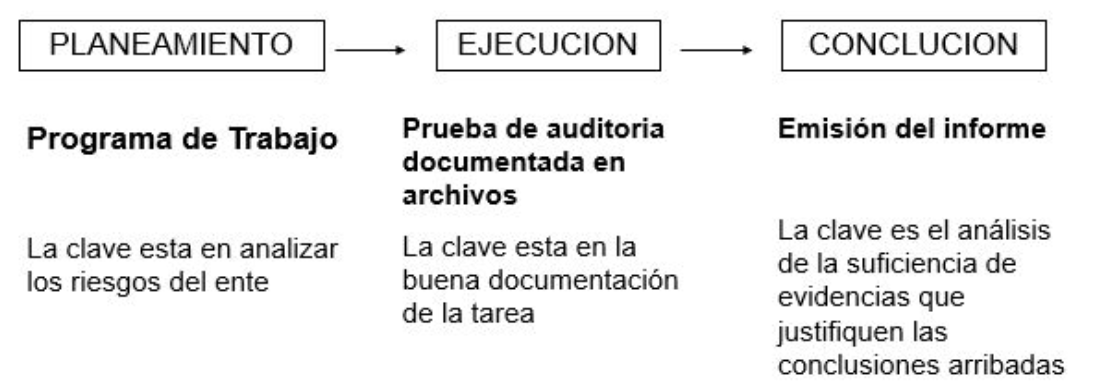 PLANEAMIENTO
EJECUCION
CONCLUCION
Programa de Trabajo
Prueba de auditoria
documentada en
archivos
Emisión del informe
La clave esta en analizar
los riesgos del ente
La clave esta en la
buena documentación
de la tarea
La clave es el análisis
de la suficiencia de
evidencias que
justifiquen las
conclusiones arribadas